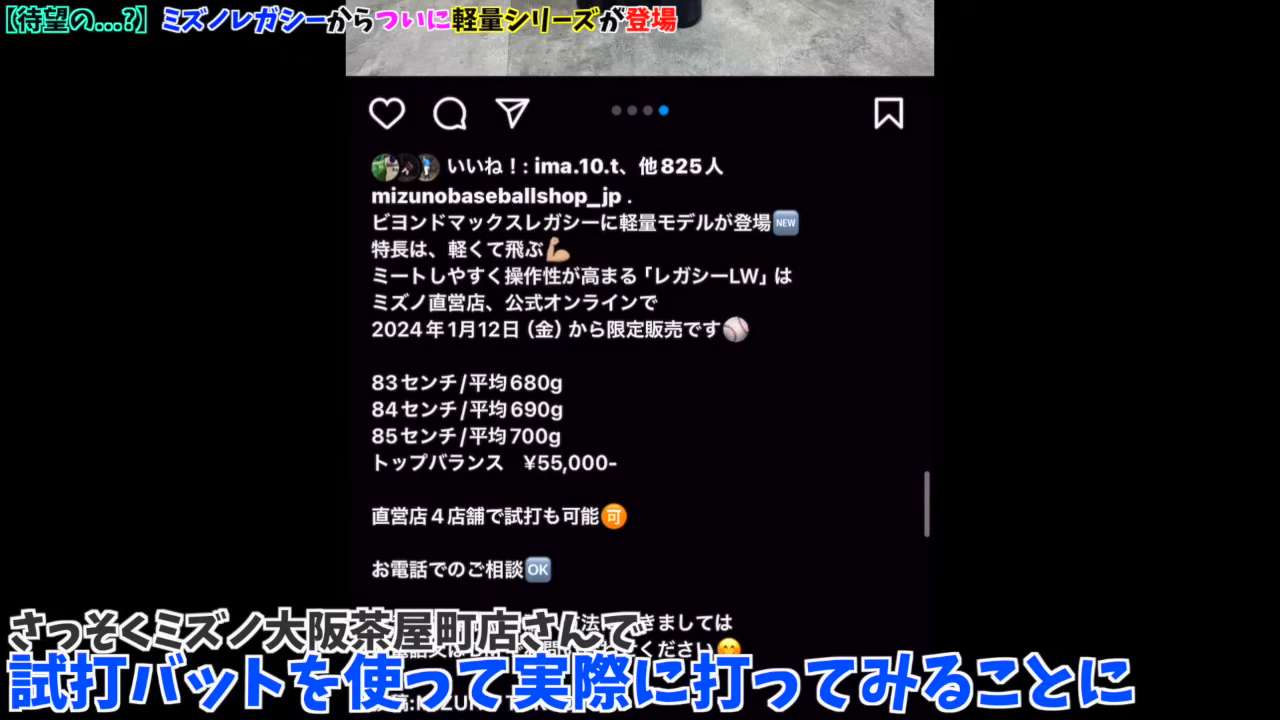 【待望の...?】ミズノレガシーからついに軽量シリーズが登場
いいね！: ima.10.t、他825人
mizunobaseballshop_jp .
ビヨンドマックスレガシーに軽量モデルが登場🆕
特長は、軽くて飛ぶ💪🏼
ミートしやすく操作性が高まる「レガシーLW」は
ミズノ直営店、公式オンラインで
2024年1月12日（金）から限定販売です⚾
83センチ/平均680g
84センチ/平均690g
85センチ/平均700g
トップバランス　¥55,000-
直営店４店舗で試打も可能🉑
お電話でのご相談🆗
きましては
ください😊
さっそくミズノ大阪茶屋町店さんで
試打バットを使って実際に打ってみることに